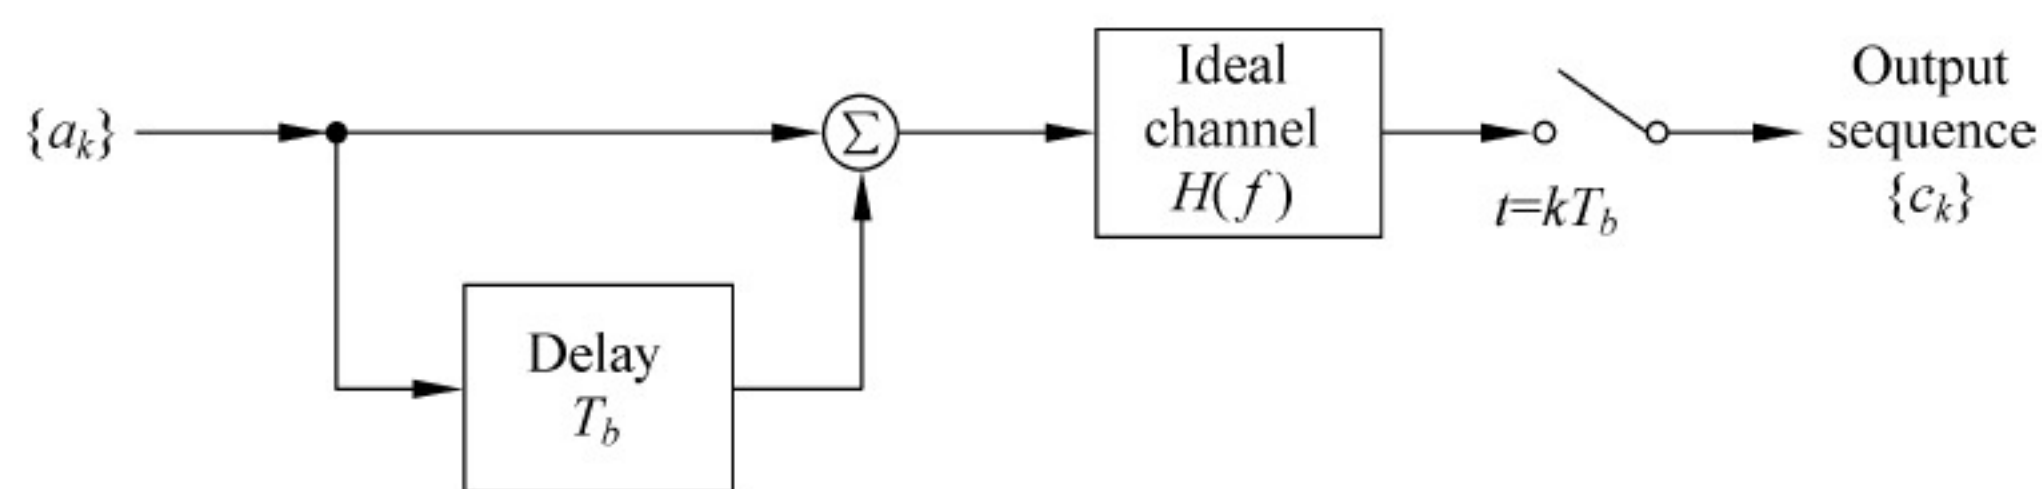 {a_k}
Σ
Ideal
channel
H(f)
t=kT_b
Output
sequence
{c_k}
Delay
T_b